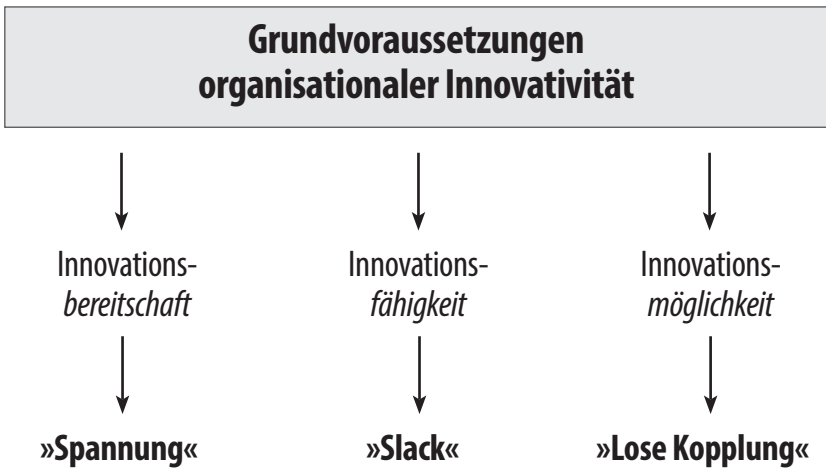 Grundvoraussetzungen
organisationaler Innovativität
Innovations-
bereitschaft
Innovations-
fähigkeit
Innovations-
möglichkeit
»Spannung«
»Slack«
»Lose Kopplung«